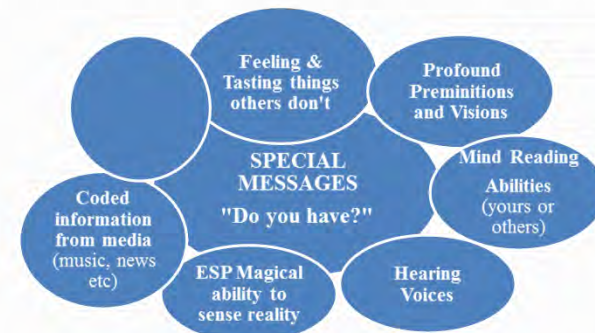 Feeling &
Tasting things
others don't
Profound
Preminitions
and Visions
SPECIAL
MESSAGES
"Do you have?"
Mind Reading
Abilities
(yours or
others)
Coded
information
from media
(music, news
etc)
ESP Magical
ability to
sense reality
Hearing
Voices